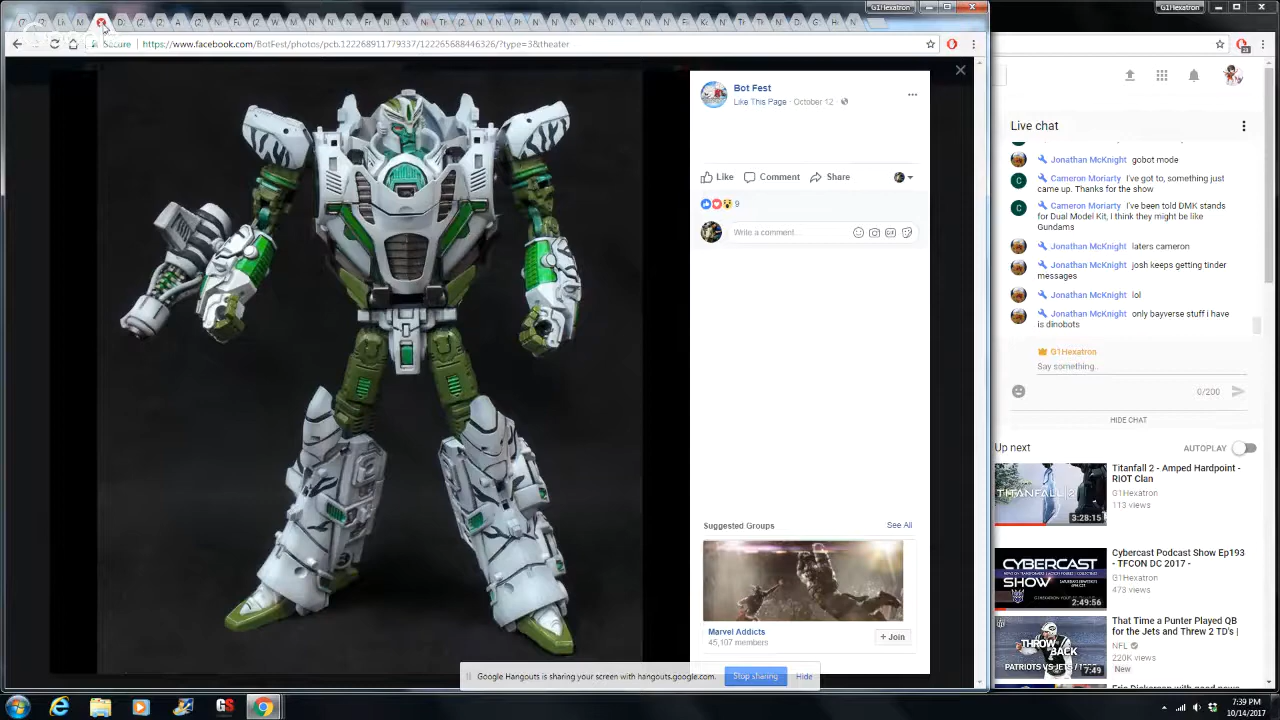 G1Hexatron
G1Hexatron
Secure
https://www.facebook.com/BotFest/photos/pcb.122268911779337/122265688446326/?type=3&theater
Bot Fest
Like This Page · October 12
Like Comment Share
9
Write a comment...
Suggested Groups See All
Marvel Addicts
45,107 members
+ Join
Google Hangouts is sharing your screen with hangouts.google.com. Stop sharing Hide
Live chat
Jonathan McKnight gobot mode
Cameron Moriarty I've got to, something just
came up. Thanks for the show
Cameron Moriarty I've been told DMK stands
for Dual Model Kit, I think they might be like
Gundams
Jonathan McKnight laters cameron
Jonathan McKnight josh keeps getting tinder
messages
Jonathan McKnight lol
Jonathan McKnight only bayverse stuff i have
is dinobots
G1Hexatron
Say something..
0/200
HIDE CHAT
Up next AUTOPLAY
TITANFALL 2
3:28:15
Titanfall 2 - Amped Hardpoint -
RIOT Clan
G1Hexatron
113 views
CYBERCAST
SHOW
2:49:56
Cybercast Podcast Show Ep193
- TFCON DC 2017 -
G1Hexatron
473 views
THROW
BACK
PATRIOTS VS JETS /
7:49
That Time a Punter Played QB
for the Jets and Threw 2 TD's |
NFL
220K views
New
GS
7:39 PM
10/14/2017